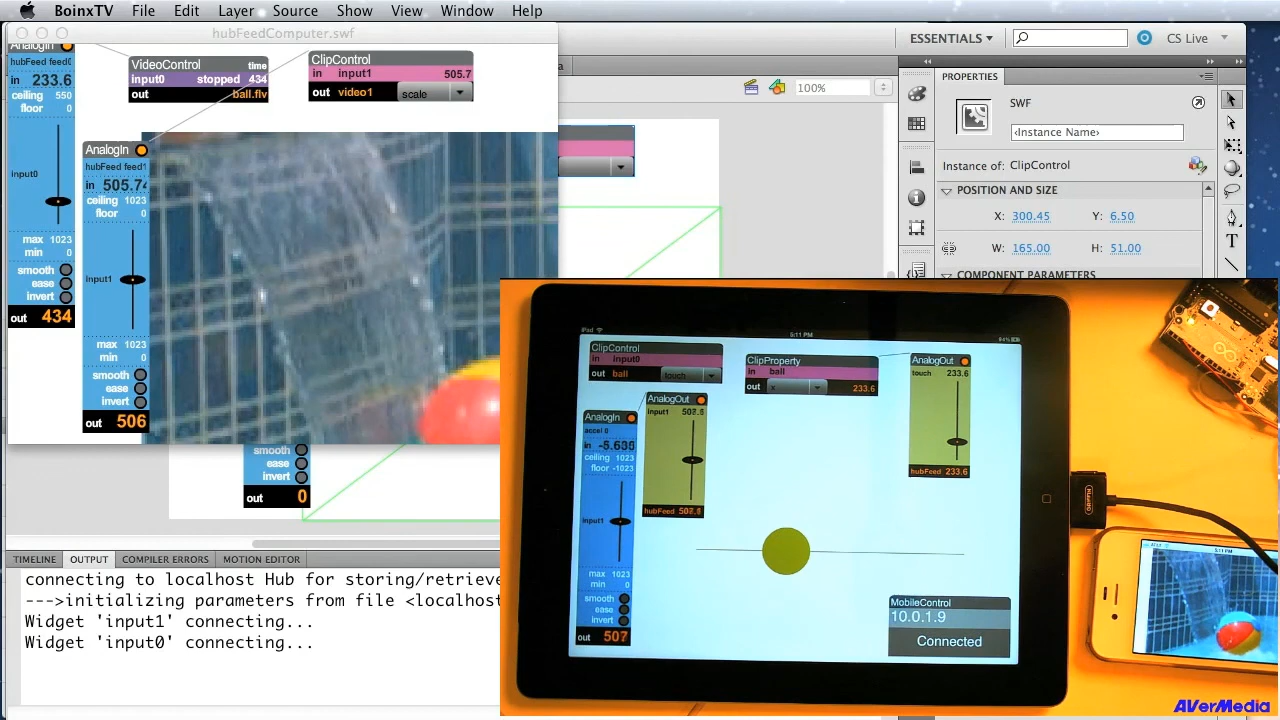 BoinxTV File Edit Layer Source Show View Window Help
hubFeedComputer.swf
ESSENTIALS
CS Live
AnalogIn
hubFeed feed0
in 233.6
ceiling 550
floor 0
input0
max 1023
min 0
smooth
ease
invert
out 434
VideoControl time
input0 stopped 434
out ball.flv
ClipControl
in input1 505.7
out video1 scale
AnalogIn
hubFeed feed1
in 505.74
ceiling 1023
floor 0
input1
max 1023
min 0
smooth
ease
invert
out 506
100%
smooth
ease
invert
out 0
PROPERTIES
SWF
<Instance Name>
Instance of: ClipControl
POSITION AND SIZE
X: 300.45 Y: 6.50
W: 165.00 H: 51.00
COMPONENT PARAMETERS
TIMELINE OUTPUT COMPILER ERRORS MOTION EDITOR
connecting to localhost Hub for storing/retrieve
--->initializing parameters from file <localhos
Widget 'input1' connecting...
Widget 'input0' connecting...
iPad 5:11 PM 94%
ClipControl
in input0
out ball touch
ClipProperty
in ball
out x 233.6
AnalogOut
touch 233.6
hubFeed 233.6
AnalogOut
input1
hubFeed
AnalogIn
accel 0
in
ceiling 1023
floor -1023
input1
max 1023
min 0
smooth
ease
invert
out 507
MobileControl
10.0.1.9
Connected
GRIFFIN
5:11 PM
AVerMedia